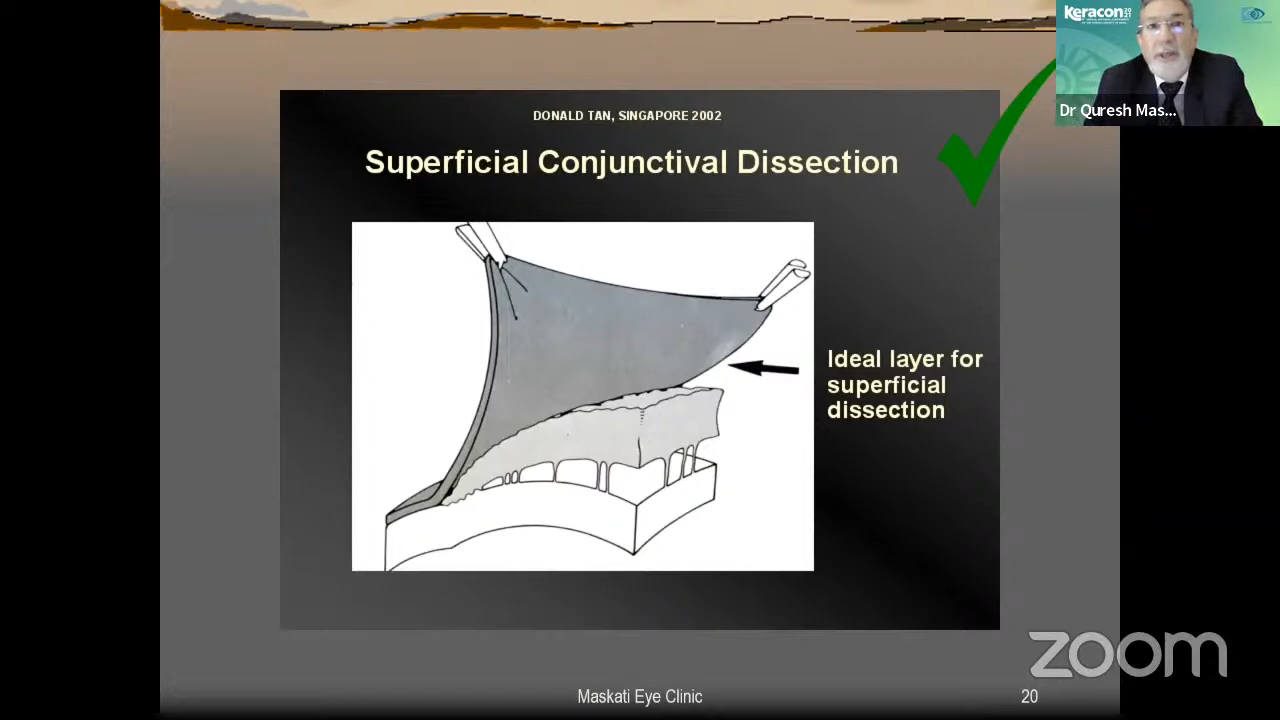 Keracon
Dr Quresh Mas...
DONALD TAN, SINGAPORE 2002
Superficial Conjunctival Dissection
Ideal layer for
superficial
dissection
zoom
Maskati Eye Clinic
20